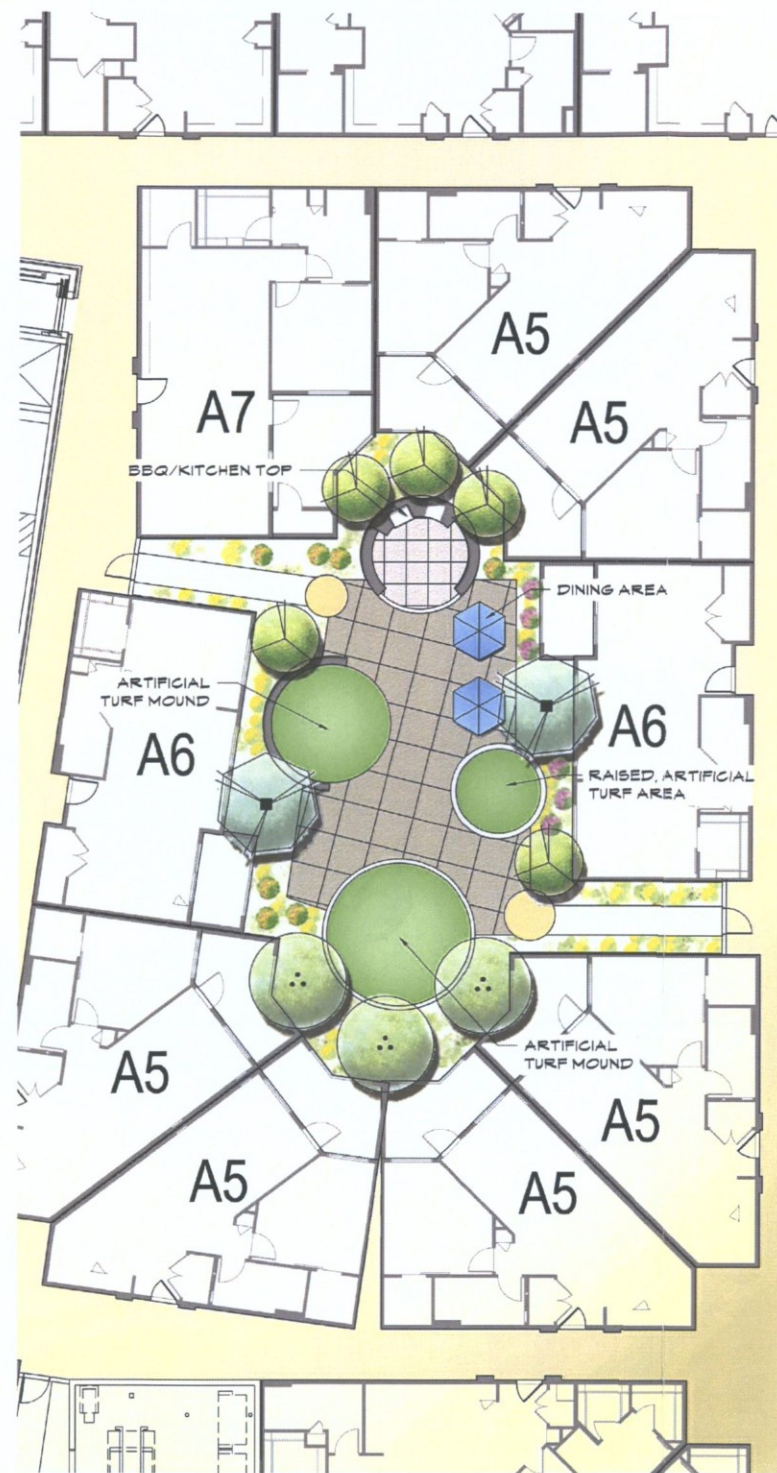 A5
A5
A7
BBQ/KITCHEN TOP
DINING AREA
ARTIFICIAL
TURF MOUND
A6
A6
RAISED, ARTIFICIAL
TURF AREA
ARTIFICIAL
TURF MOUND
A5
A5
A5
A5